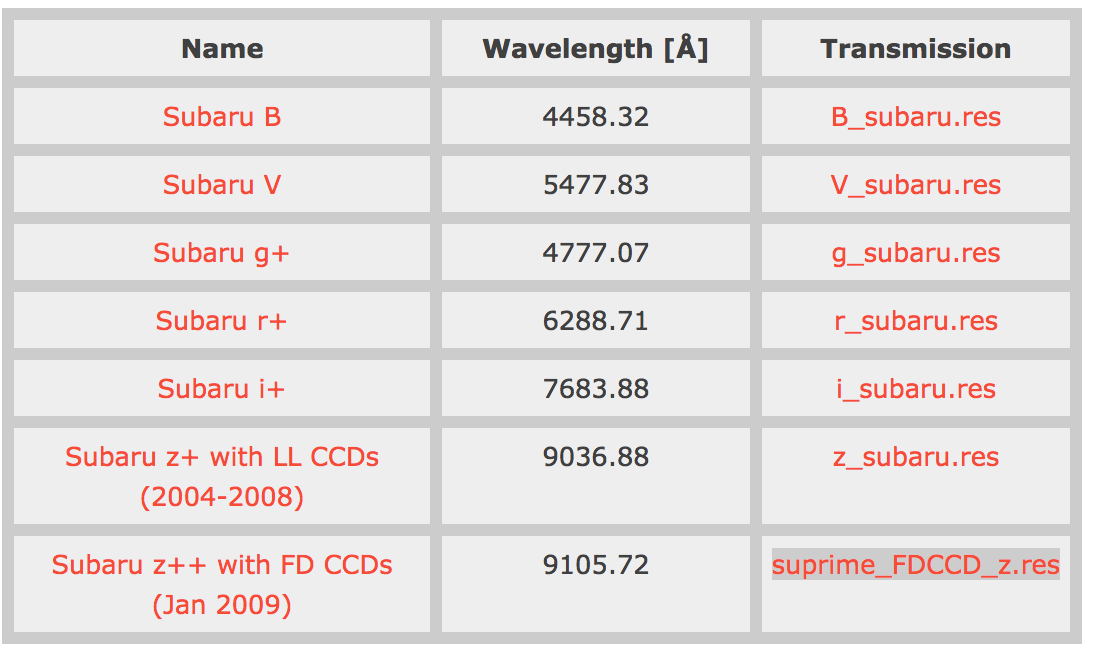 Name Wavelength [Å] Transmission
Subaru B 4458.32 B_subaru.res
Subaru V 5477.83 V_subaru.res
Subaru g+ 4777.07 g_subaru.res
Subaru r+ 6288.71 r_subaru.res
Subaru i+ 7683.88 i_subaru.res
Subaru z+ with LL CCDs 9036.88 z_subaru.res
(2004-2008)
Subaru z++ with FD CCDs 9105.72 suprime_FDCCD_z.res
(Jan 2009)